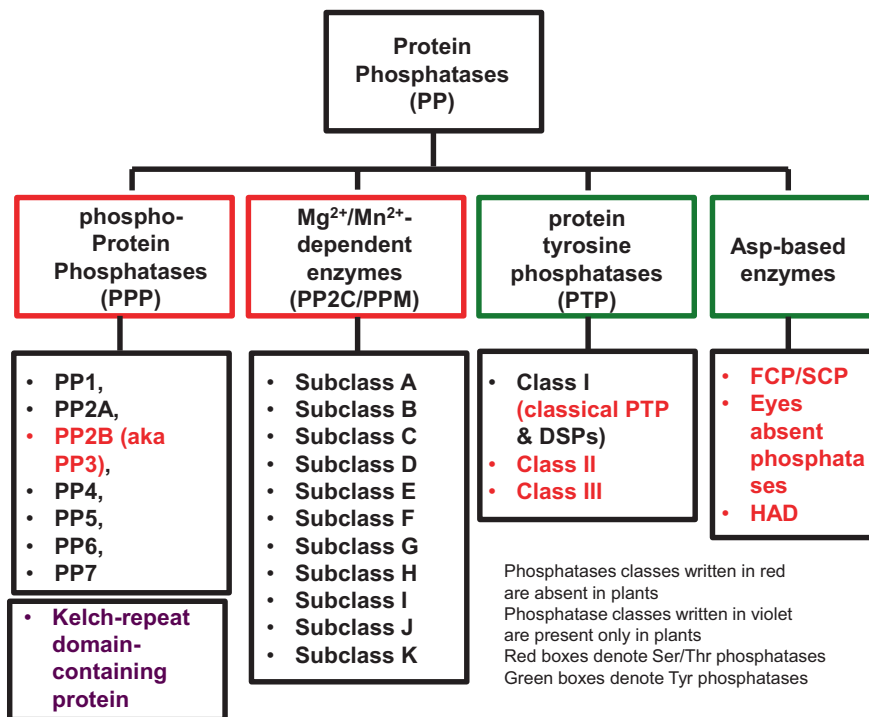 Protein
Phosphatases
(PP)
phospho-
Protein
Phosphatases
(PPP)
Mg²⁺/Mn²⁺-
dependent
enzymes
(PP2C/PPM)
protein
tyrosine
phosphatases
(PTP)
Asp-based
enzymes
• PP1,
• PP2A,
• PP2B (aka
PP3),
• PP4,
• PP5,
• PP6,
• PP7
• Kelch-repeat
domain-
containing
protein
• Subclass A
• Subclass B
• Subclass C
• Subclass D
• Subclass E
• Subclass F
• Subclass G
• Subclass H
• Subclass I
• Subclass J
• Subclass K
• Class I
(classical PTP
& DSPs)
• Class II
• Class III
• FCP/SCP
• Eyes
absent
phosphata
ses
• HAD
Phosphatases classes written in red
are absent in plants
Phosphatase classes written in violet
are present only in plants
Red boxes denote Ser/Thr phosphatases
Green boxes denote Tyr phosphatases